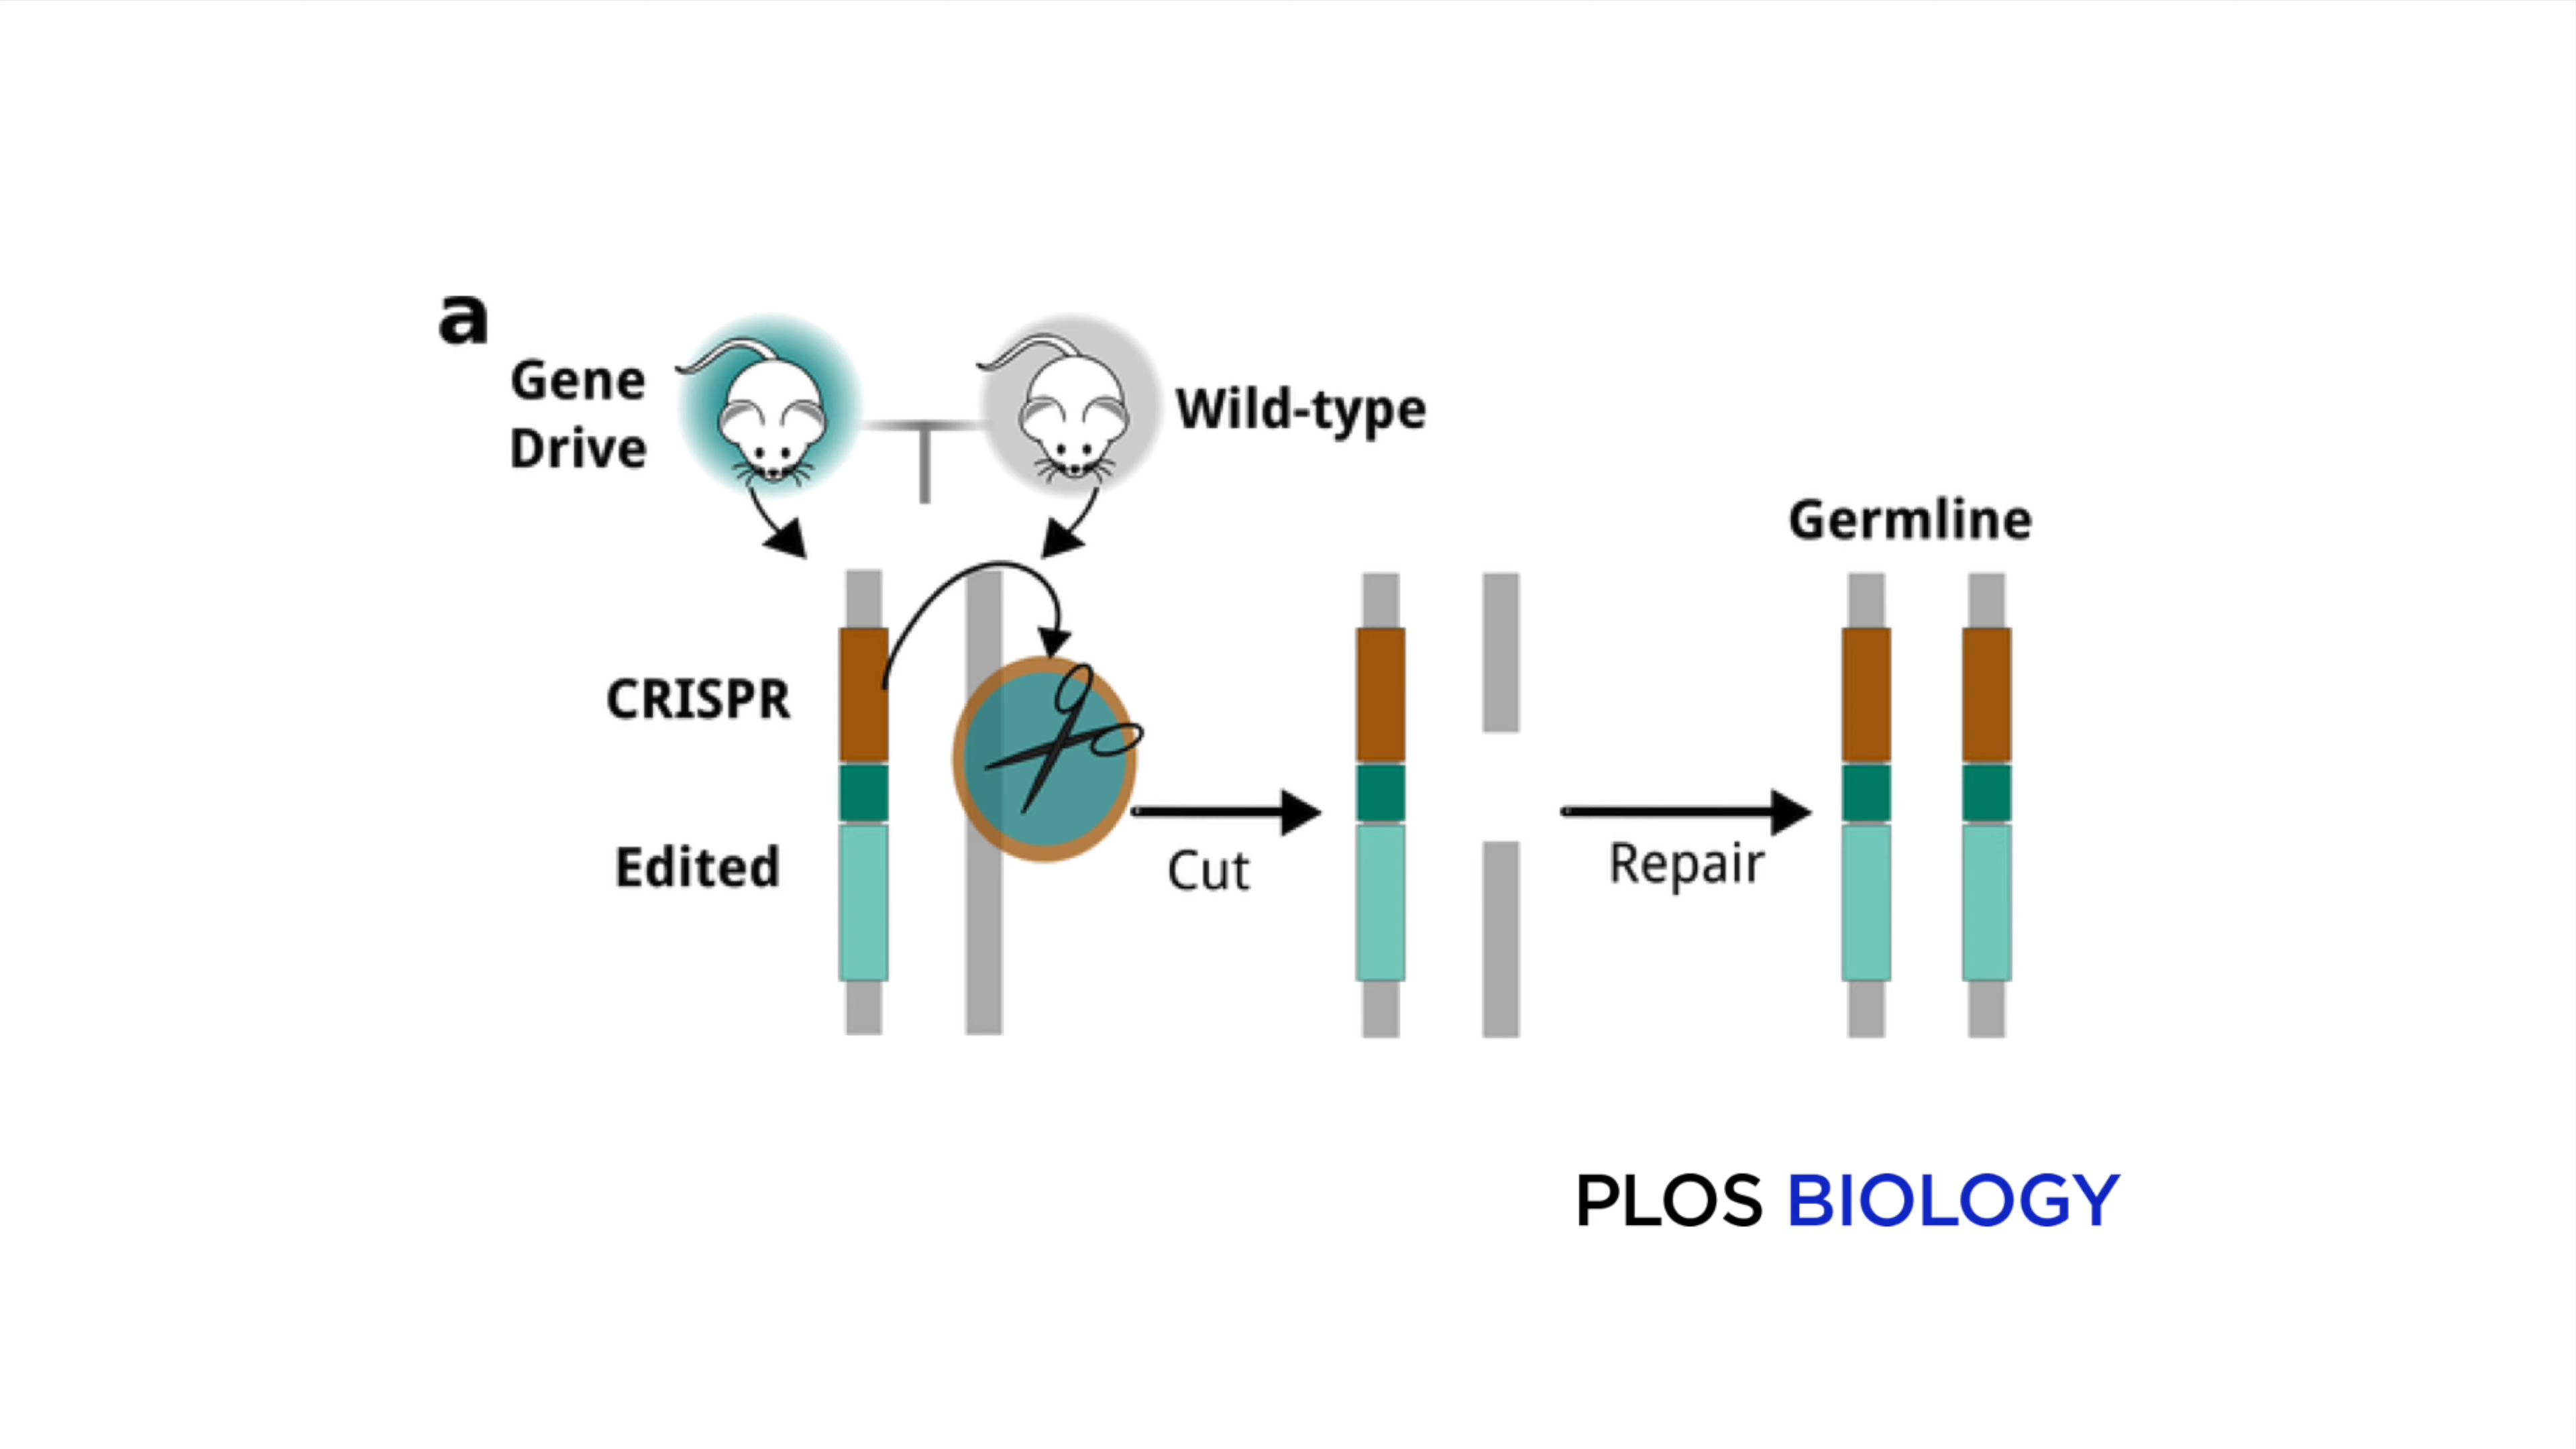 a
Gene
Drive
Wild-type
Germline
CRISPR
Edited
Cut
Repair
PLOS BIOLOGY